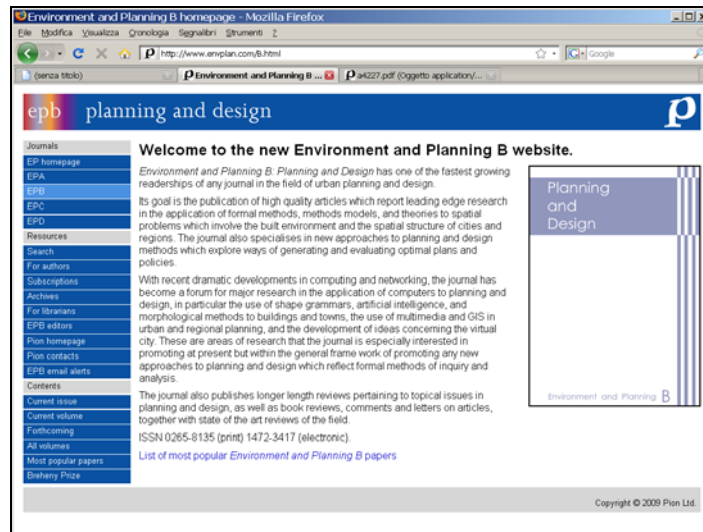 Environment and Planning B homepage - Mozilla Firefox
File Modifica Visualizza Cronologia Segnalibri Strumenti ?
http://www.envplan.com/B.html
Google
(senza titolo)
Environment and Planning B ...
a4227.pdf (Oggetto application/...
epb planning and design
Journals
EP homepage
EPA
EPB
EPC
EPD
Resources
Search
For authors
Subscriptions
Archives
For librarians
EPB editors
Pion homepage
Pion contacts
EPB email alerts
Contents
Current issue
Current volume
Forthcoming
All volumes
Most popular papers
Breheny Prize
Welcome to the new Environment and Planning B website.
Environment and Planning B: Planning and Design has one of the fastest growing
readerships of any journal in the field of urban planning and design.
Its goal is the publication of high quality articles which report leading edge research
in the application of formal methods, methods models, and theories to spatial
problems which involve the built environment and the spatial structure of cities and
regions. The journal also specialises in new approaches to planning and design
methods which explore ways of generating and evaluating optimal plans and
policies.
With recent dramatic developments in computing and networking, the journal has
become a forum for major research in the application of computers to planning and
design, in particular the use of shape grammars, artificial intelligence, and
morphological methods to buildings and towns, the use of multimedia and GIS in
urban and regional planning, and the development of ideas concerning the virtual
city. These are areas of research that the journal is especially interested in
promoting at present but within the general frame work of promoting any new
approaches to planning and design which reflect formal methods of inquiry and
analysis.
The journal also publishes longer length reviews pertaining to topical issues in
planning and design, as well as book reviews, comments and letters on articles,
together with state of the art reviews of the field.
ISSN 0265-8135 (print) 1472-3417 (electronic).
List of most popular Environment and Planning B papers
Planning
and
Design
Environment and Planning B
Copyright © 2009 Pion Ltd.